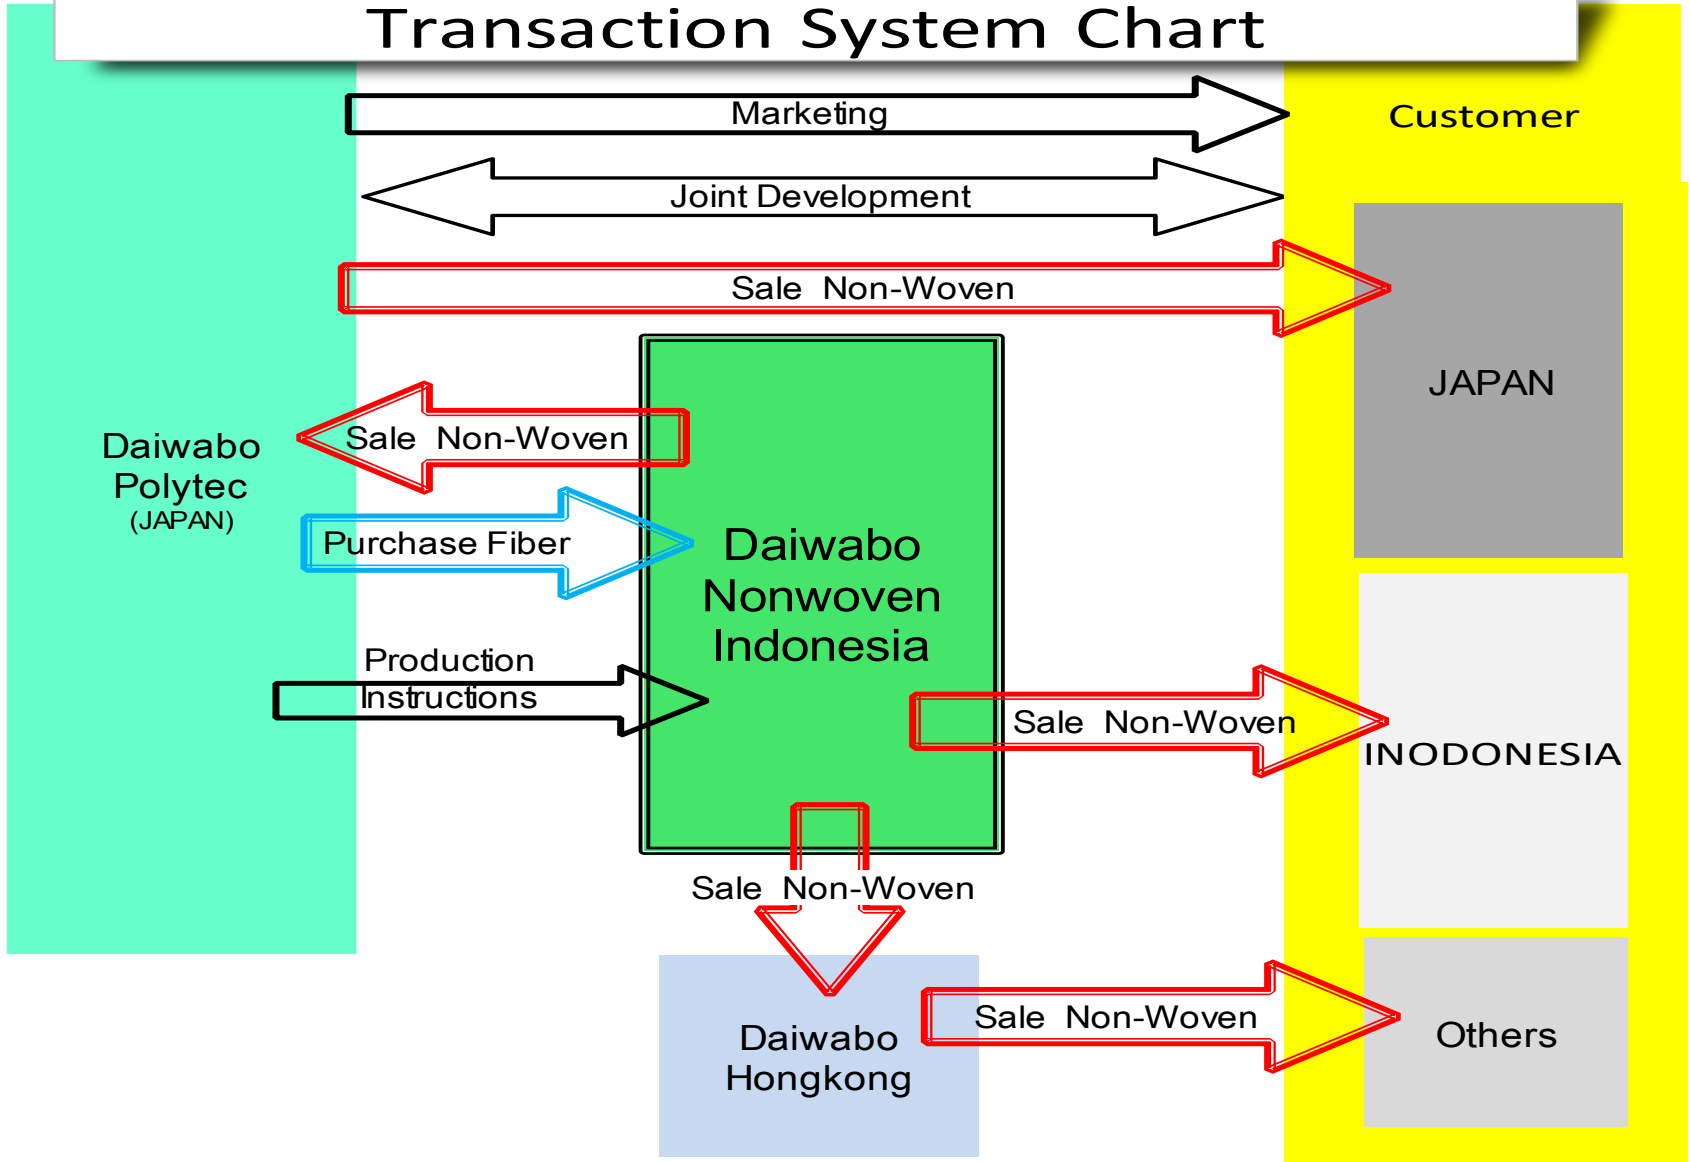 Transaction System Chart
Marketing
Customer
Joint Development
Sale Non-Woven
JAPAN
Sale Non-Woven
Daiwabo
Polytec
(JAPAN)
Purchase Fiber
Daiwabo
Nonwoven
Indonesia
Production
Instructions
Sale Non-Woven
INODONESIA
Sale Non-Woven
Daiwabo
Hongkong
Sale Non-Woven
Others